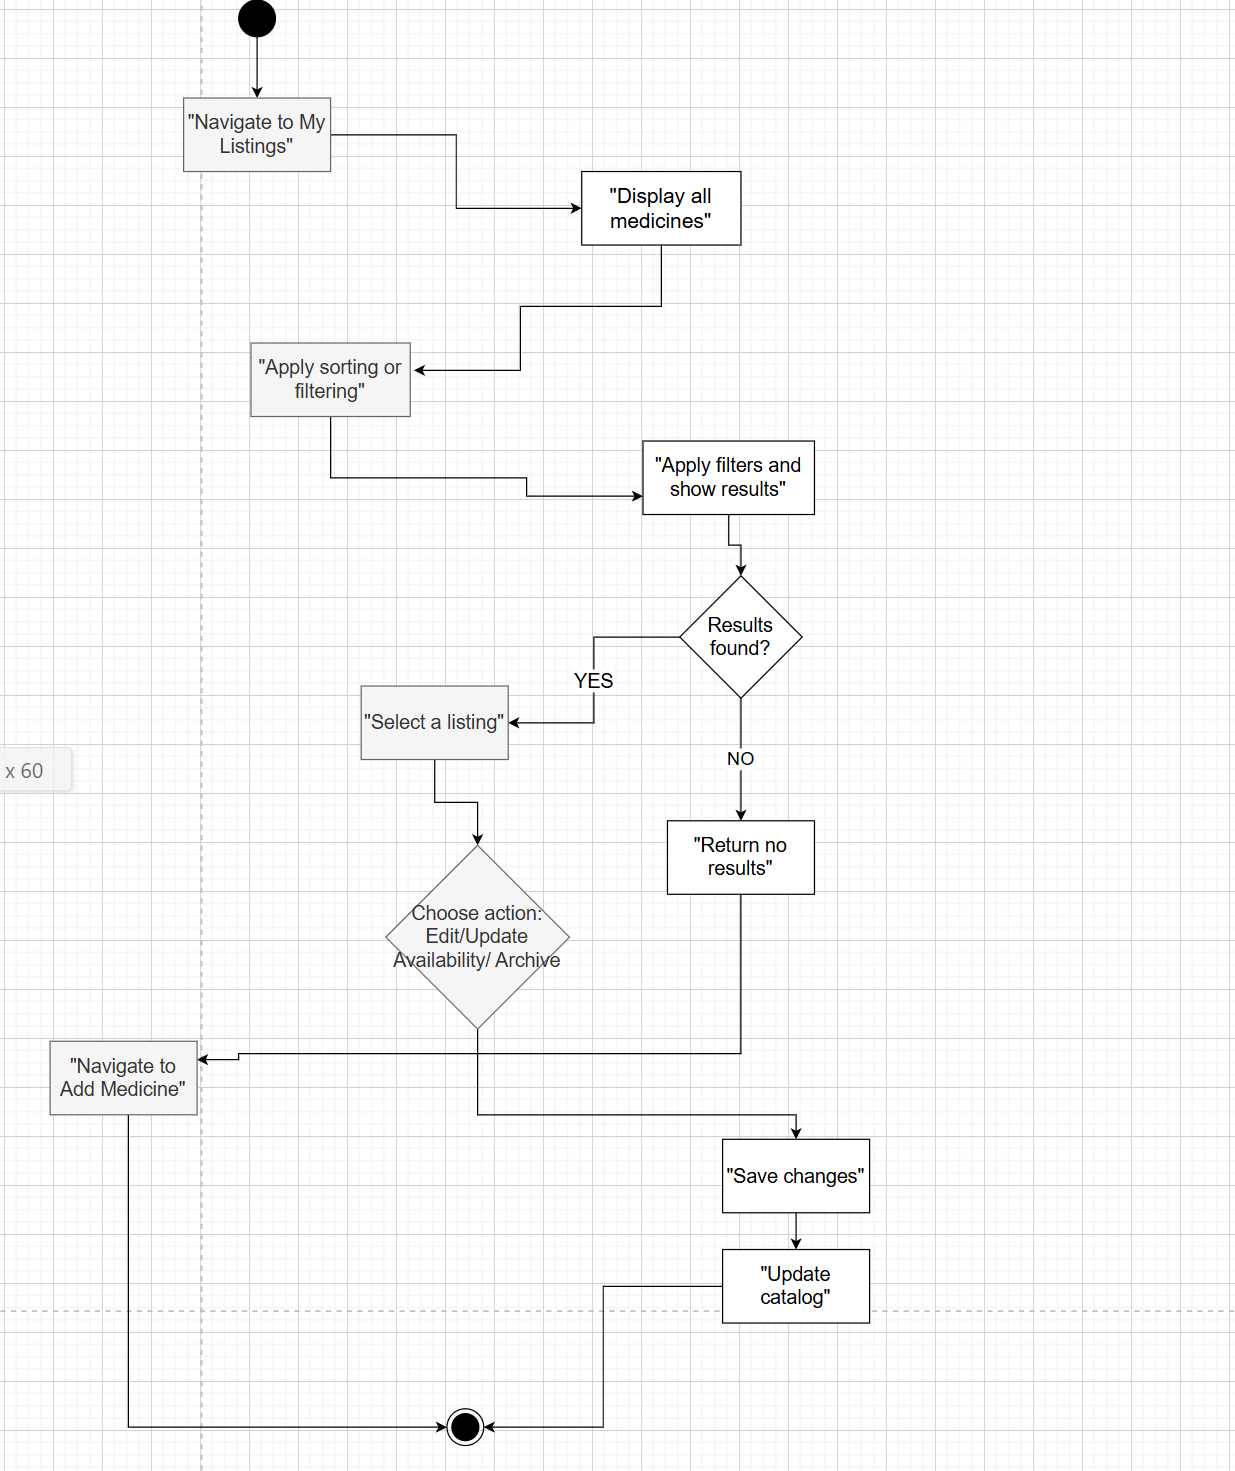 "Navigate to My
Listings"
"Display all
medicines"
"Apply sorting or
filtering"
"Apply filters and
show results"
Results
found?
YES
"Select a listing"
NO
x 60
"Return no
results"
Choose action:
Edit/Update
Availability/ Archive
"Navigate to
Add Medicine"
"Save changes"
"Update
catalog"